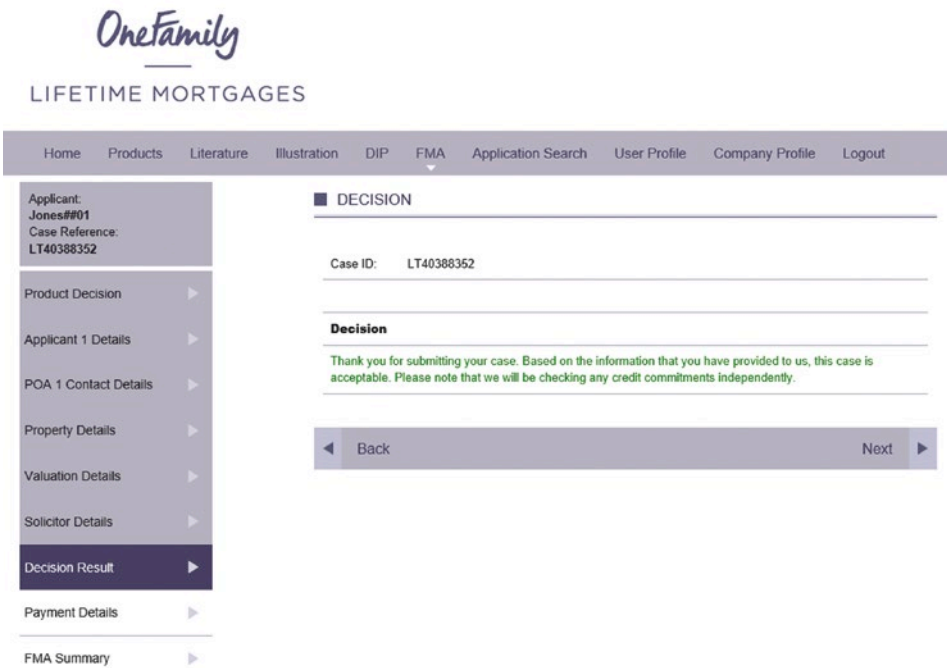 OneFamily
LIFETIME MORTGAGES
Home Products Literature Illustration DIP FMA Application Search User Profile Company Profile Logout
Applicant:
Jones##01
Case Reference:
LT40388352
Product Decision
Applicant 1 Details
POA 1 Contact Details
Property Details
Valuation Details
Solicitor Details
Decision Result
Payment Details
FMA Summary
DECISION
Case ID: LT40388352
Decision
Thank you for submitting your case. Based on the information that you have provided to us, this case is
acceptable. Please note that we will be checking any credit commitments independently.
Back Next